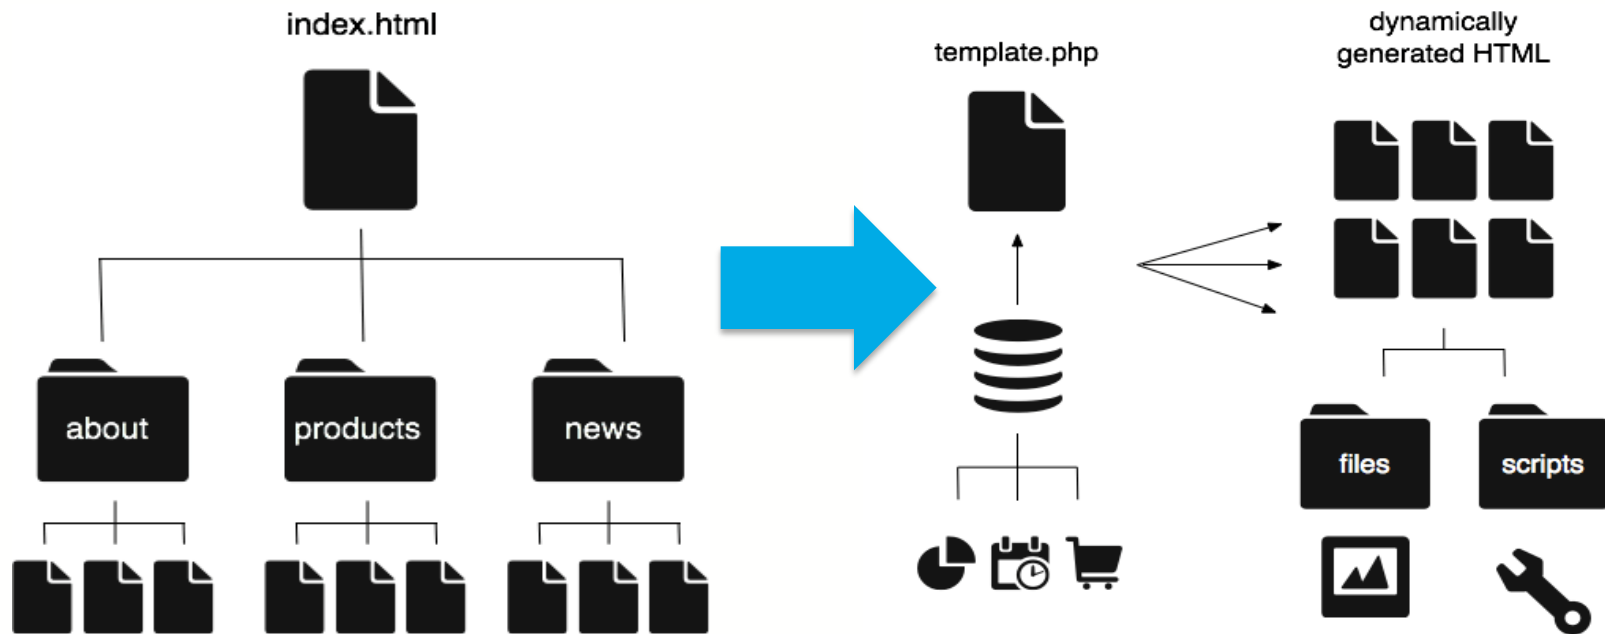 index.html
about
products
news
template.php
dynamically
generated HTML
files
scripts